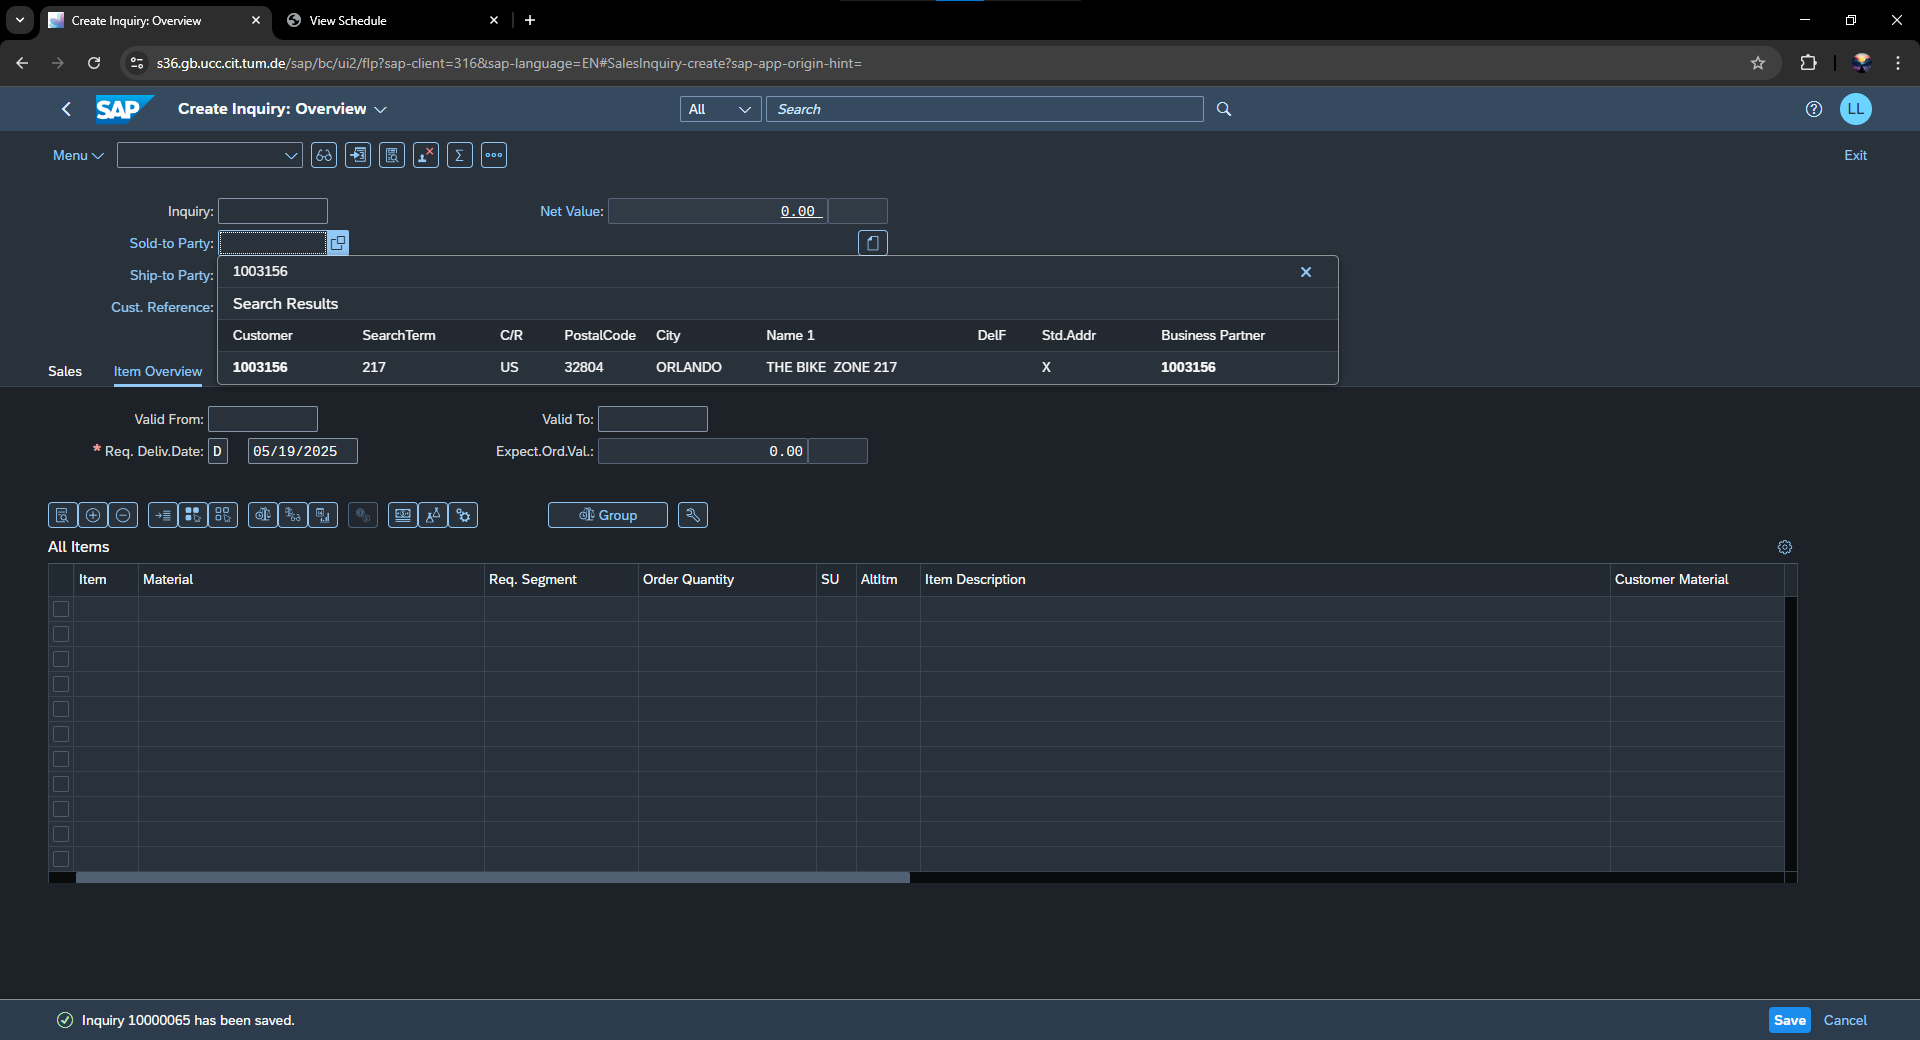 Create Inquiry: Overview
View Schedule
s36.gb.ucc.cit.tum.de/sap/bc/ui2/flp?sap-client=316&sap-language=EN#SalesInquiry-create?sap-app-origin-hint=
SAP Create Inquiry: Overview All Search LL
Menu Exit
Inquiry: Net Value: 0.00
Sold-to Party:
Ship-to Party: 1003156
Search Results
Cust. Reference:
Customer SearchTerm C/R PostalCode City Name 1 DelF Std.Addr Business Partner
1003156 217 US 32804 ORLANDO THE BIKE ZONE 217 X 1003156
Sales Item Overview
Valid From: Valid To:
* Req. Deliv.Date: D 05/19/2025 Expect.Ord.Val.: 0.00
Group
All Items
Item Material Req. Segment Order Quantity SU AltItm Item Description Customer Material
Inquiry 10000065 has been saved. Save Cancel